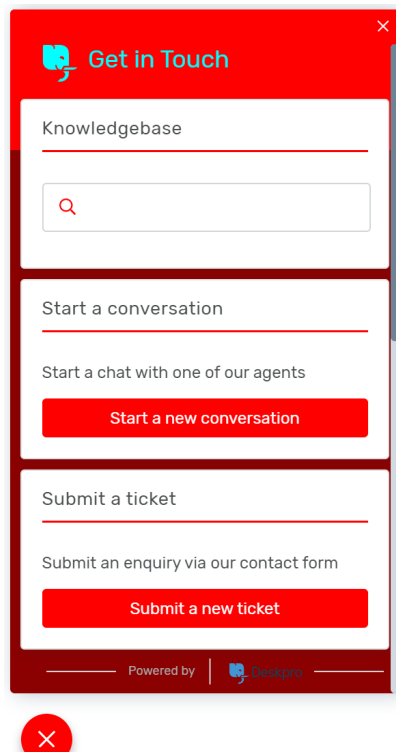 Get in Touch
Knowledgebase
Start a conversation
Start a chat with one of our agents
Start a new conversation
Submit a ticket
Submit an enquiry via our contact form
Submit a new ticket
Powered by
Deskpro